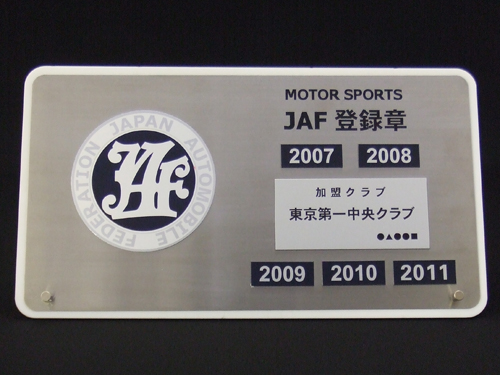 JAPAN AUTOMOBILE FEDERATION
JAF
MOTOR SPORTS
JAF 登録章
2007 2008
加盟クラブ
東京第一中央クラブ
●▲●●■
2009 2010 2011